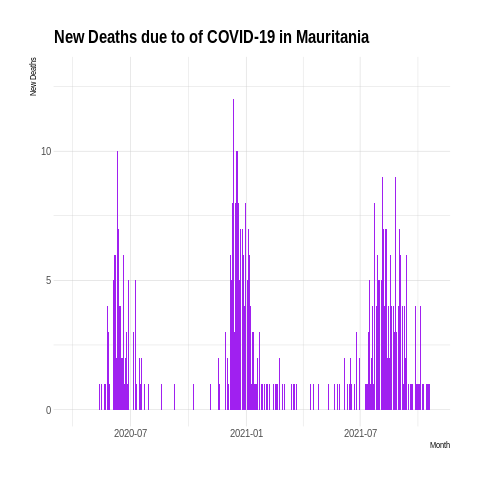 New Deaths due to of COVID-19 in Mauritania
New Deaths
10
5
0
2020-07
2021-01
2021-07
Month